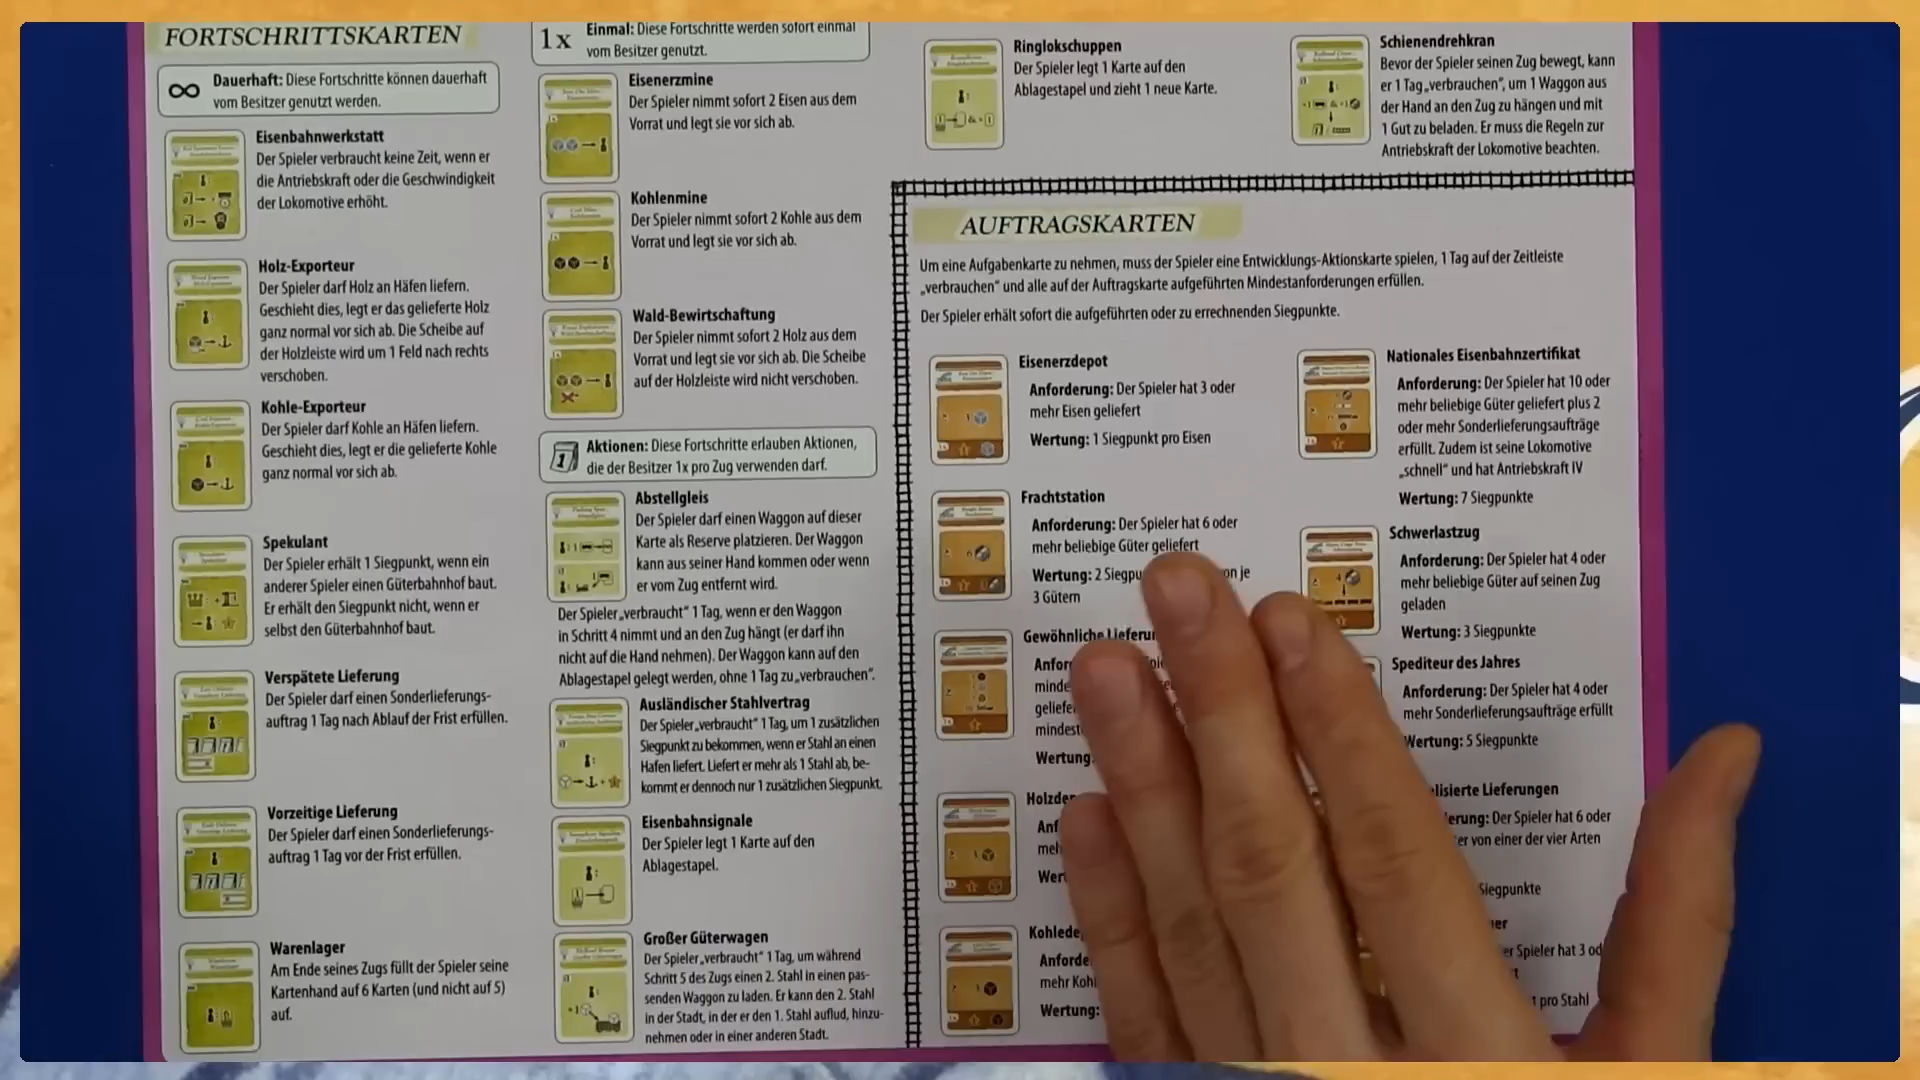 FORTSCHRITTSKARTEN
Dauerhaft: Diese Fortschritte können dauerhaft
vom Besitzer genutzt werden.
Eisenbahnwerkstatt
Der Spieler verbraucht keine Zeit, wenn er
die Antriebskraft oder die Geschwindigkeit
der Lokomotive erhöht.
Holz-Exporteur
Der Spieler darf Holz an Häfen liefern.
Geschieht dies, legt er das gelieferte Holz
ganz normal vor sich ab. Die Scheibe auf
der Holzleiste wird um 1 Feld nach rechts
verschoben.
Kohle-Exporteur
Der Spieler darf Kohle an Häfen liefern.
Geschieht dies, legt er die gelieferte Kohle
ganz normal vor sich ab.
Spekulant
Der Spieler erhält 1 Siegpunkt, wenn ein
anderer Spieler einen Güterbahnhof baut.
Er erhält den Siegpunkt nicht, wenn er
selbst den Güterbahnhof baut.
Verspätete Lieferung
Der Spieler darf einen Sonderlieferungs-
auftrag 1 Tag nach Ablauf der Frist erfüllen.
Vorzeitige Lieferung
Der Spieler darf einen Sonderlieferungs-
auftrag 1 Tag vor der Frist erfüllen.
Warenlager
Am Ende seines Zugs füllt der Spieler seine
Kartenhand auf 6 Karten (und nicht auf 5)
auf.
1x
Einmal: Diese Fortschritte werden sofort einmal
vom Besitzer genutzt.
Eisenerzmine
Der Spieler nimmt sofort 2 Eisen aus dem
Vorrat und legt sie vor sich ab.
Kohlenmine
Der Spieler nimmt sofort 2 Kohle aus dem
Vorrat und legt sie vor sich ab.
Wald-Bewirtschaftung
Der Spieler nimmt sofort 2 Holz aus dem
Vorrat und legt sie vor sich ab. Die Scheibe
auf der Holzleiste wird nicht verschoben.
1
Aktionen: Diese Fortschritte erlauben Aktionen,
die der Besitzer 1x pro Zug verwenden darf.
Abstellgleis
Der Spieler darf einen Waggon auf dieser
Karte als Reserve platzieren. Der Waggon
kann aus seiner Hand kommen oder wenn
er vom Zug entfernt wird.
Der Spieler „verbraucht“ 1 Tag, wenn er den Waggon
in Schritt 4 nimmt und an den Zug hängt (er darf ihn
nicht auf die Hand nehmen). Der Waggon kann auf den
Ablagestapel gelegt werden, ohne 1 Tag zu „verbrauchen“.
Ausländischer Stahlvertrag
Der Spieler „verbraucht“ 1 Tag, um 1 zusätzlichen
Siegpunkt zu bekommen, wenn er Stahl an einen
Hafen liefert. Liefert er mehr als 1 Stahl ab, be-
kommt er dennoch nur 1 zusätzlichen Siegpunkt.
Eisenbahnsignale
Der Spieler legt 1 Karte auf den
Ablagestapel.
Großer Güterwagen
Der Spieler „verbraucht“ 1 Tag, um während
Schritt 5 des Zugs einen 2. Stahl in einen pas-
senden Waggon zu laden. Er kann den 2. Stahl
in der Stadt, in der er den 1. Stahl auflud, hinzu-
nehmen oder in einer anderen Stadt.
Ringlokschuppen
Der Spieler legt 1 Karte auf den
Ablagestapel und zieht 1 neue Karte.
Schienendrehkran
Bevor der Spieler seinen Zug bewegt, kann
er 1 Tag „verbrauchen“, um 1 Waggon aus
der Hand an den Zug zu hängen und mit
1 Gut zu beladen. Er muss die Regeln zur
Antriebskraft der Lokomotive beachten.
AUFTRAGSKARTEN
Um eine Aufgabenkarte zu nehmen, muss der Spieler eine Entwicklungs-Aktionskarte spielen, 1 Tag auf der Zeitleiste
„verbrauchen“ und alle auf der Auftragskarte aufgeführten Mindestanforderungen erfüllen.
Der Spieler erhält sofort die aufgeführten oder zu errechnenden Siegpunkte.
Eisenerzdepot
Anforderung: Der Spieler hat 3 oder
mehr Eisen geliefert
Wertung: 1 Siegpunkt pro Eisen
Frachtstation
Anforderung: Der Spieler hat 6 oder
mehr beliebige Güter geliefert
Wertung: 2 on je
3 Gütern
Gewöhnliche
Wertung:
Kohlede
Anforde
mehr Kohl
Wertung:
Nationales Eisenbahnzertifikat
Anforderung: Der Spieler hat 10 oder
mehr beliebige Güter geliefert plus 2
oder mehr Sonderlieferungsaufträge
erfüllt. Zudem ist seine Lokomotive
„schnell“ und hat Antriebskraft IV
Wertung: 7 Siegpunkte
Schwerlastzug
Anforderung: Der Spieler hat 4 oder
mehr beliebige Güter auf seinen Zug
geladen
Wertung: 3 Siegpunkte
Spediteur des Jahres
Anforderung: Der Spieler hat 4 oder
mehr Sonderlieferungsaufträge erfüllt
Wertung: 5 Siegpunkte
lisierte Lieferungen
erung: Der Spieler hat 6 oder
er von einer der vier Arten
Siegpunkte
er
er Spieler hat 3 od
t pro Stahl